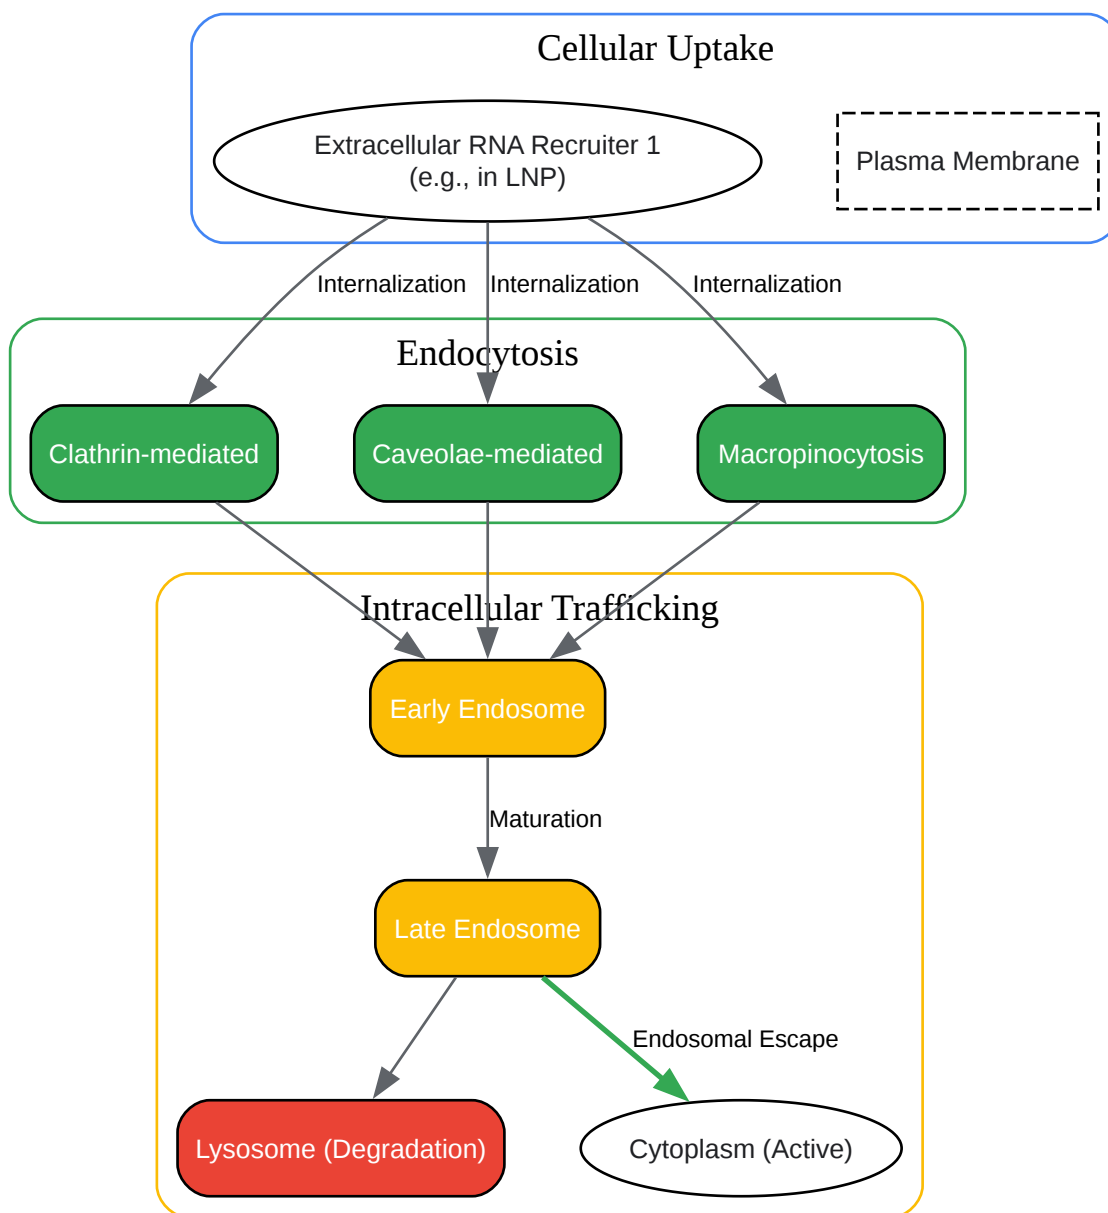 Cellular Uptake
Extracellular RNA Recruiter 1
(e.g., in LNP)
Plasma Membrane
Internalization
Internalization
Internalization
Endocytosis
Clathrin-mediated
Caveolae-mediated
Macropinocytosis
Intracellular Trafficking
Early Endosome
Maturation
Late Endosome
Endosomal Escape
Lysosome (Degradation)
Cytoplasm (Active)